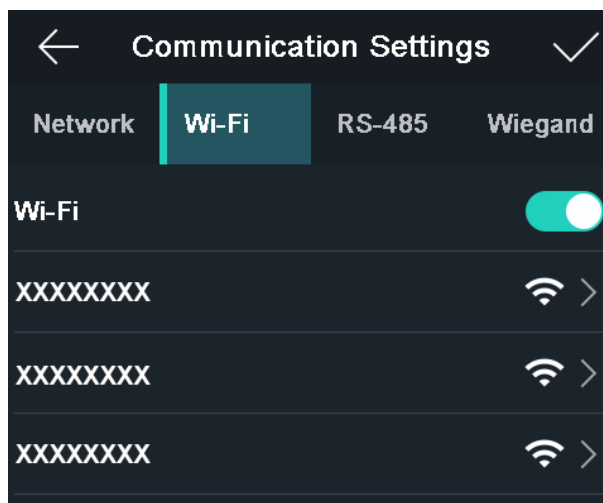 Communication Settings
Network Wi-Fi RS-485 Wiegand
Wi-Fi
XXXXXXXX
XXXXXXXX
XXXXXXXX